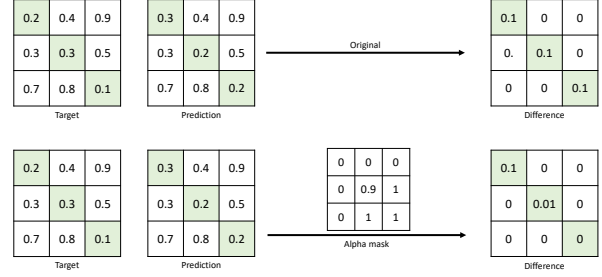 0.2 0.4 0.9 0.3 0.4 0.9 0.1 0 0
Original
0.3 0.3 0.5 0.3 0.2 0.5 0. 0.1 0
0.7 0.8 0.1 0.7 0.8 0.2 0 0 0.1
Target Prediction Difference
0.2 0.4 0.9 0.3 0.4 0.9 0 0 0 0.1 0 0
0.3 0.3 0.5 0.3 0.2 0.5 0 0.9 1 0 0.01 0
0.7 0.8 0.1 0.7 0.8 0.2 0 1 1 0 0 0
Alpha mask
Target Prediction Difference